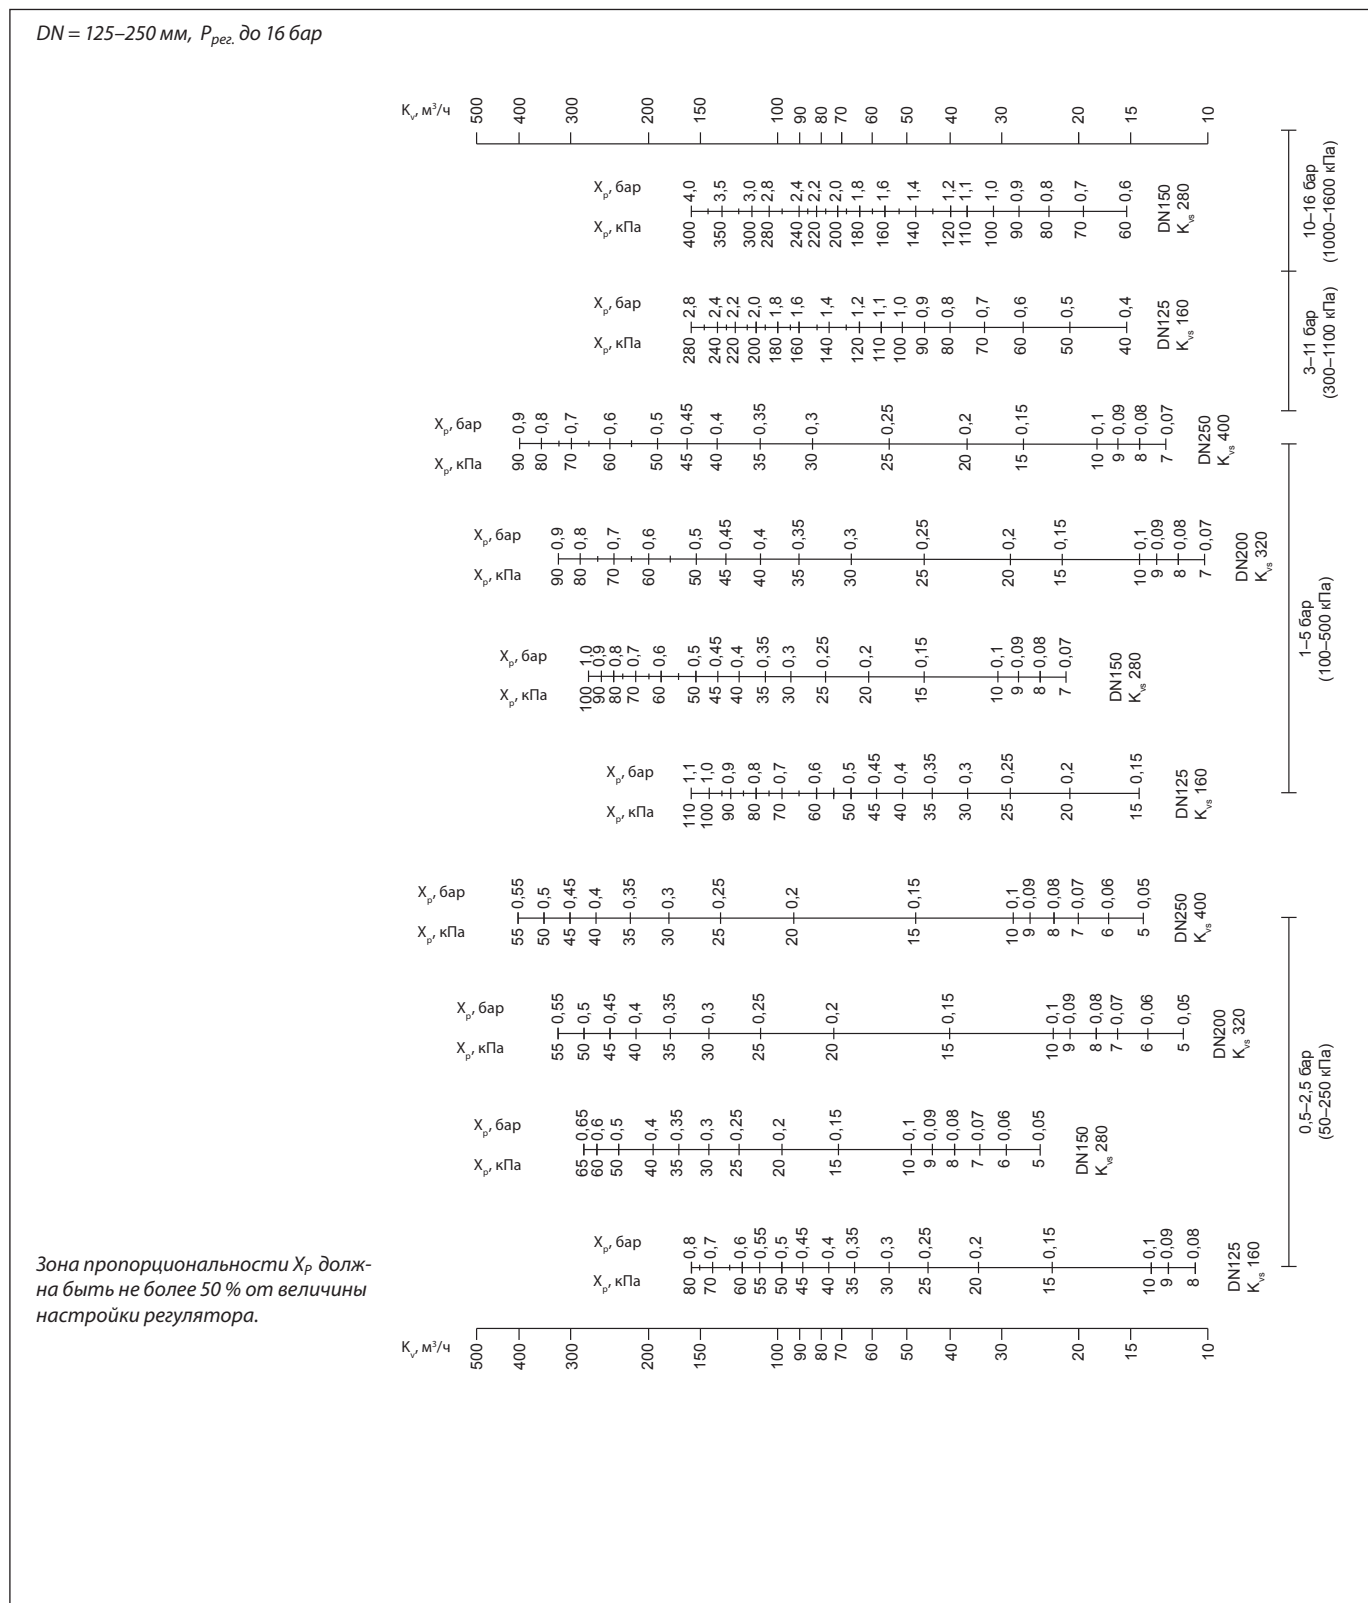 DN = 125–250 мм, Pрег. до 16 бар
Kv, м³/ч 500 400 300 200 150 100 90 80 70 60 50 40 30 20 15 10
Xp, бар 4,0 3,5 3,0 2,8 2,4 2,2 2,0 1,8 1,6 1,4 1,2 1,1 1,0 0,9 0,8 0,7 0,6
Xp, кПа 400 350 300 280 240 220 200 180 160 140 120 110 100 90 80 70 60
DN150
Kvs 280
10–16 бар
(1000–1600 кПа)
Xp, бар 2,8 2,4 2,2 2,0 1,8 1,6 1,4 1,2 1,1 1,0 0,9 0,8 0,7 0,6 0,5 0,4
Xp, кПа 280 240 220 200 180 160 140 120 110 100 90 80 70 60 50 40
DN125
Kvs 160
3–11 бар
(300–1100 кПа)
Xp, бар 0,9 0,8 0,7 0,6 0,5 0,45 0,4 0,35 0,3 0,25 0,2 0,15 0,1 0,09 0,08 0,07
Xp, кПа 90 80 70 60 50 45 40 35 30 25 20 15 10 9 8 7
DN250
Kvs 400
Xp, бар 0,9 0,8 0,7 0,6 0,5 0,45 0,4 0,35 0,3 0,25 0,2 0,15 0,1 0,09 0,08 0,07
Xp, кПа 90 80 70 60 50 45 40 35 30 25 20 15 10 9 8 7
DN200
Kvs 320
Xp, бар 1,0 0,9 0,8 0,7 0,6 0,5 0,45 0,4 0,35 0,3 0,25 0,2 0,15 0,1 0,09 0,08 0,07
Xp, кПа 100 90 80 70 60 50 45 40 35 30 25 20 15 10 9 8 7
DN150
Kvs 280
1–5 бар
(100–500 кПа)
Xp, бар 1,1 1,0 0,9 0,8 0,7 0,6 0,5 0,45 0,4 0,35 0,3 0,25 0,2 0,15
Xp, кПа 110 100 90 80 70 60 50 45 40 35 30 25 20 15
DN125
Kvs 160
Xp, бар 0,55 0,5 0,45 0,4 0,35 0,3 0,25 0,2 0,15 0,1 0,09 0,08 0,07 0,06 0,05
Xp, кПа 55 50 45 40 35 30 25 20 15 10 9 8 7 6 5
DN250
Kvs 400
Xp, бар 0,55 0,5 0,45 0,4 0,35 0,3 0,25 0,2 0,15 0,1 0,09 0,08 0,07 0,06 0,05
Xp, кПа 55 50 45 40 35 30 25 20 15 10 9 8 7 6 5
DN200
Kvs 320
0,5–2,5 бар
(50–250 кПа)
Xp, бар 0,65 0,6 0,5 0,4 0,35 0,3 0,25 0,2 0,15 0,1 0,09 0,08 0,07 0,06 0,05
Xp, кПа 65 60 50 40 35 30 25 20 15 10 9 8 7 6 5
DN150
Kvs 280
Xp, бар 0,8 0,7 0,6 0,55 0,5 0,45 0,4 0,35 0,3 0,25 0,2 0,15 0,1 0,09 0,08
Xp, кПа 80 70 60 55 50 45 40 35 30 25 20 15 10 9 8
DN125
Kvs 160
Зона пропорциональности XP долж-
на быть не более 50 % от величины
настройки регулятора.
Kv, м³/ч 500 400 300 200 150 100 90 80 70 60 50 40 30 20 15 10